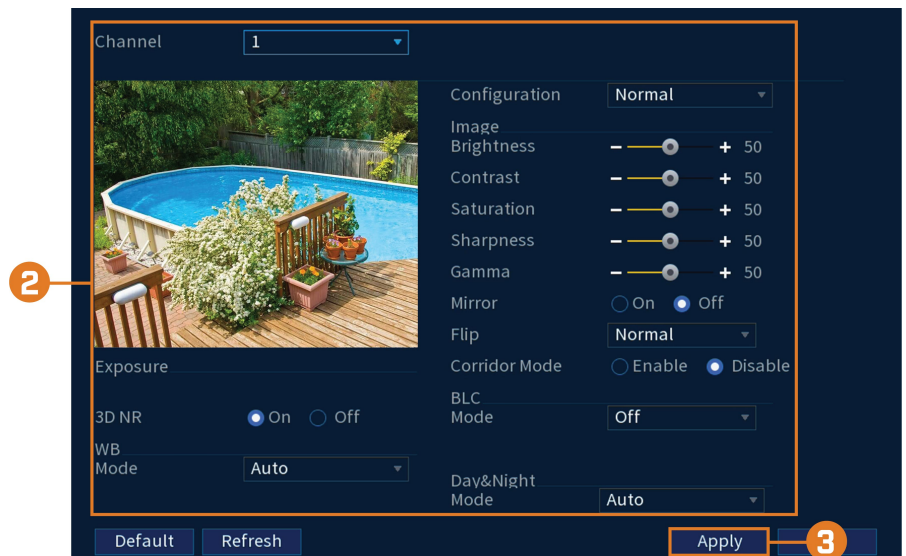 Channel 1
Configuration Normal
Image
Brightness 50
Contrast 50
Saturation 50
Sharpness 50
Gamma 50
Mirror On Off
Flip Normal
Exposure
Corridor Mode Enable Disable
BLC
3D NR On Off
Mode Off
WB
Mode Auto
Day&Night
Mode Auto
Default Refresh Apply
2
3